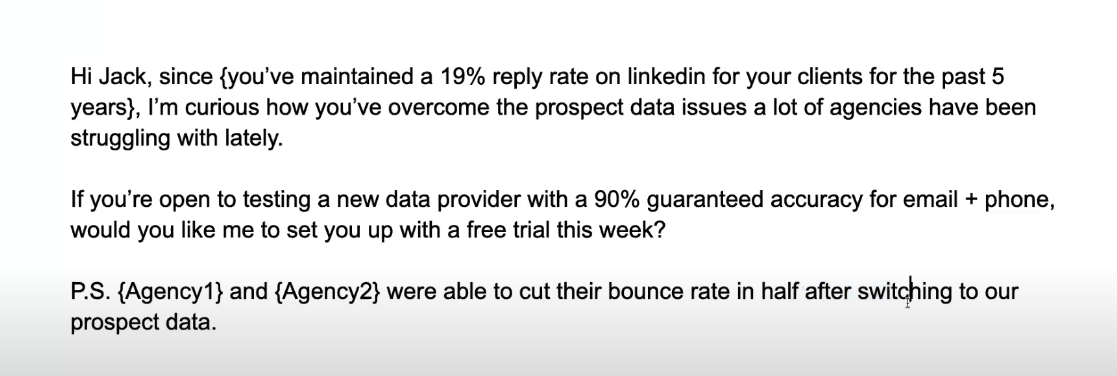 Hi Jack, since {you’ve maintained a 19% reply rate on linkedin for your clients for the past 5
years}, I’m curious how you’ve overcome the prospect data issues a lot of agencies have been
struggling with lately.
If you’re open to testing a new data provider with a 90% guaranteed accuracy for email + phone,
would you like me to set you up with a free trial this week?
P.S. {Agency1} and {Agency2} were able to cut their bounce rate in half after switching to our
prospect data.